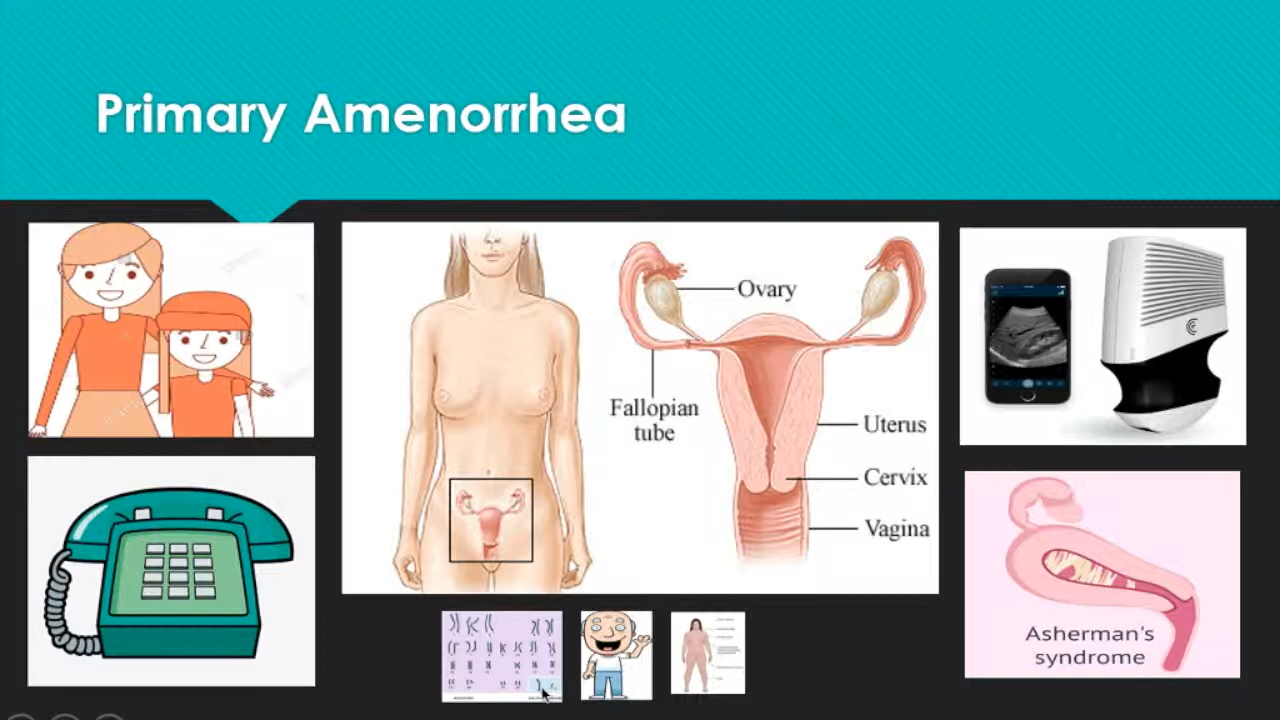 Primary Amenorrhea
Ovary
Fallopian
tube
Uterus
Cervix
Vagina
Asherman's
syndrome